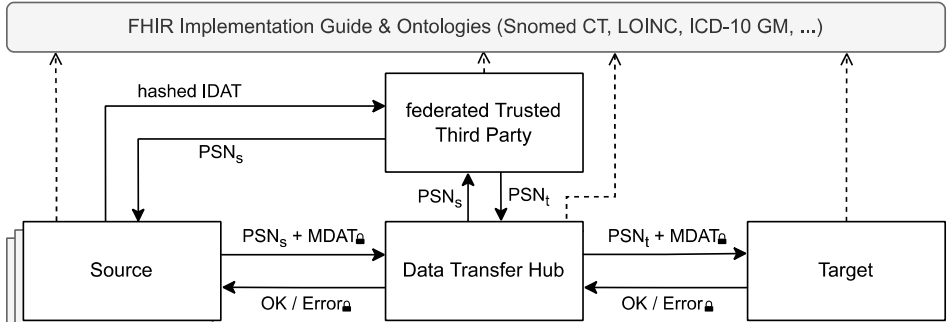 FHIR Implementation Guide & Ontologies (Snomed CT, LOINC, ICD-10 GM, ...)
hashed IDAT
federated Trusted
Third Party
PSNs
PSNs
PSNt
PSNs + MDAT
PSNt + MDAT
Source
Data Transfer Hub
Target
OK / Error
OK / Error